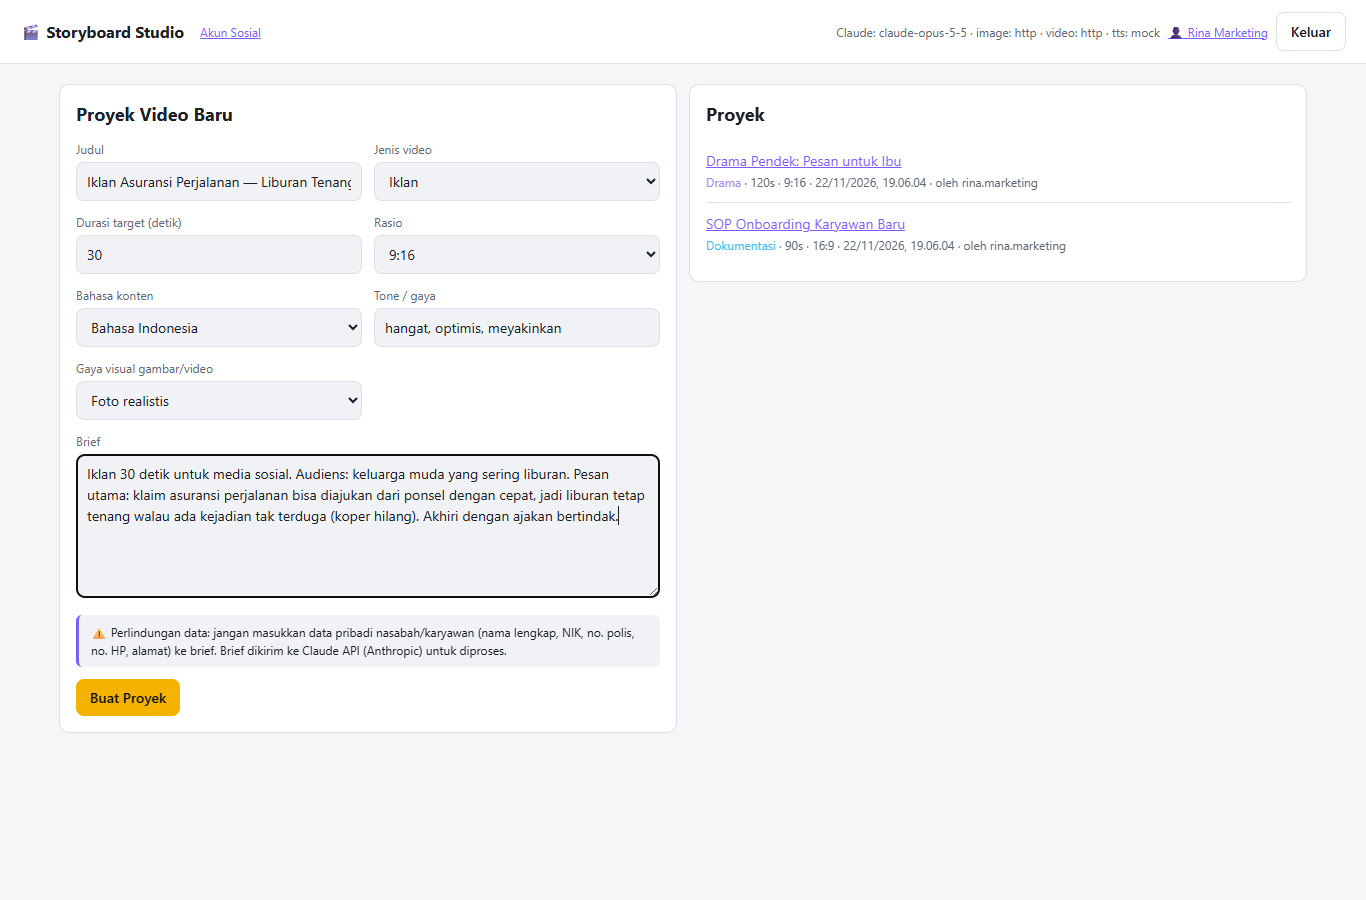 Storyboard Studio
Akun Sosial
Claude: claude-opus-5-5 · image: http · video: http · tts: mock
Rina Marketing
Keluar
Proyek Video Baru
Judul
Iklan Asuransi Perjalanan — Liburan Tenang
Jenis video
Iklan
Durasi target (detik)
30
Rasio
9:16
Bahasa konten
Bahasa Indonesia
Tone / gaya
hangat, optimis, meyakinkan
Gaya visual gambar/video
Foto realistis
Brief
Iklan 30 detik untuk media sosial. Audiens: keluarga muda yang sering liburan. Pesan
utama: klaim asuransi perjalanan bisa diajukan dari ponsel dengan cepat, jadi liburan tetap
tenang walau ada kejadian tak terduga (koper hilang). Akhiri dengan ajakan bertindak.
Perlindungan data: jangan masukkan data pribadi nasabah/karyawan (nama lengkap, NIK, no. polis,
no. HP, alamat) ke brief. Brief dikirim ke Claude API (Anthropic) untuk diproses.
Buat Proyek
Proyek
Drama Pendek: Pesan untuk Ibu
Drama · 120s · 9:16 · 22/11/2026, 19.06.04 · oleh rina.marketing
SOP Onboarding Karyawan Baru
Dokumentasi · 90s · 16:9 · 22/11/2026, 19.06.04 · oleh rina.marketing